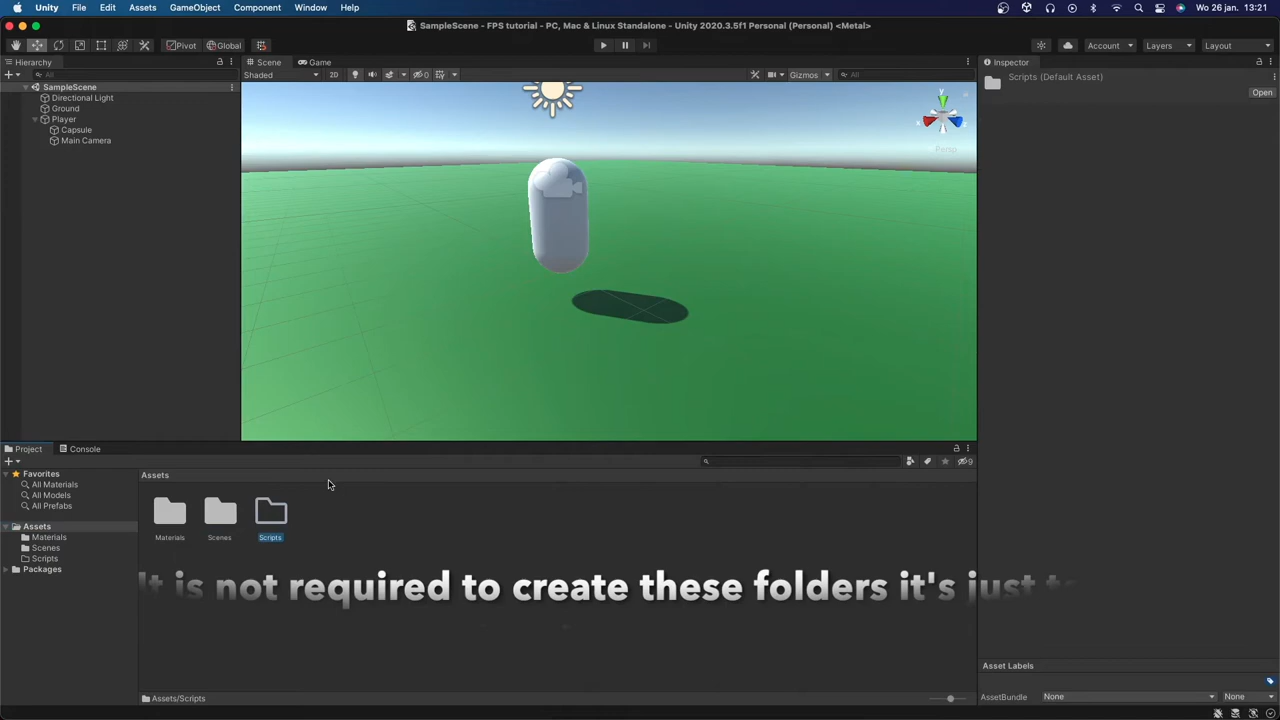 Unity File Edit Assets GameObject Component Window Help Wo 26 jan. 13:21
SampleScene - FPS tutorial - PC, Mac & Linux Standalone - Unity 2020.3.5f1 Personal (Personal) <Metal>
Pivot Global Account Layers Layout
Hierarchy Scene Game Inspector
All Shaded 2D 0 Gizmos All Scripts (Default Asset)
SampleScene Open
Directional Light
Ground
Player
Capsule
Main Camera
y
x z
Persp
Project Console
9
Favorites Assets
All Materials
All Models
All Prefabs
Assets
Materials Materials Scenes Scripts
Scenes
Scripts
Packages
It is not required to create these folders it's just
Asset Labels
Assets/Scripts AssetBundle None None